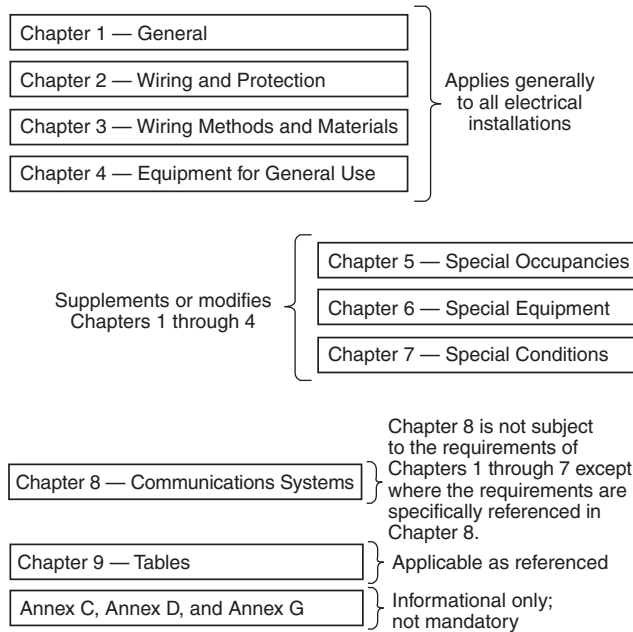 Chapter 1 — General
Chapter 2 — Wiring and Protection
Chapter 3 — Wiring Methods and Materials
Chapter 4 — Equipment for General Use
Applies generally
to all electrical
installations
Supplements or modifies
Chapters 1 through 4
Chapter 5 — Special Occupancies
Chapter 6 — Special Equipment
Chapter 7 — Special Conditions
Chapter 8 — Communications Systems
Chapter 8 is not subject
to the requirements of
Chapters 1 through 7 except
where the requirements are
specifically referenced in
Chapter 8.
Chapter 9 — Tables
Applicable as referenced
Annex C, Annex D, and Annex G
Informational only;
not mandatory